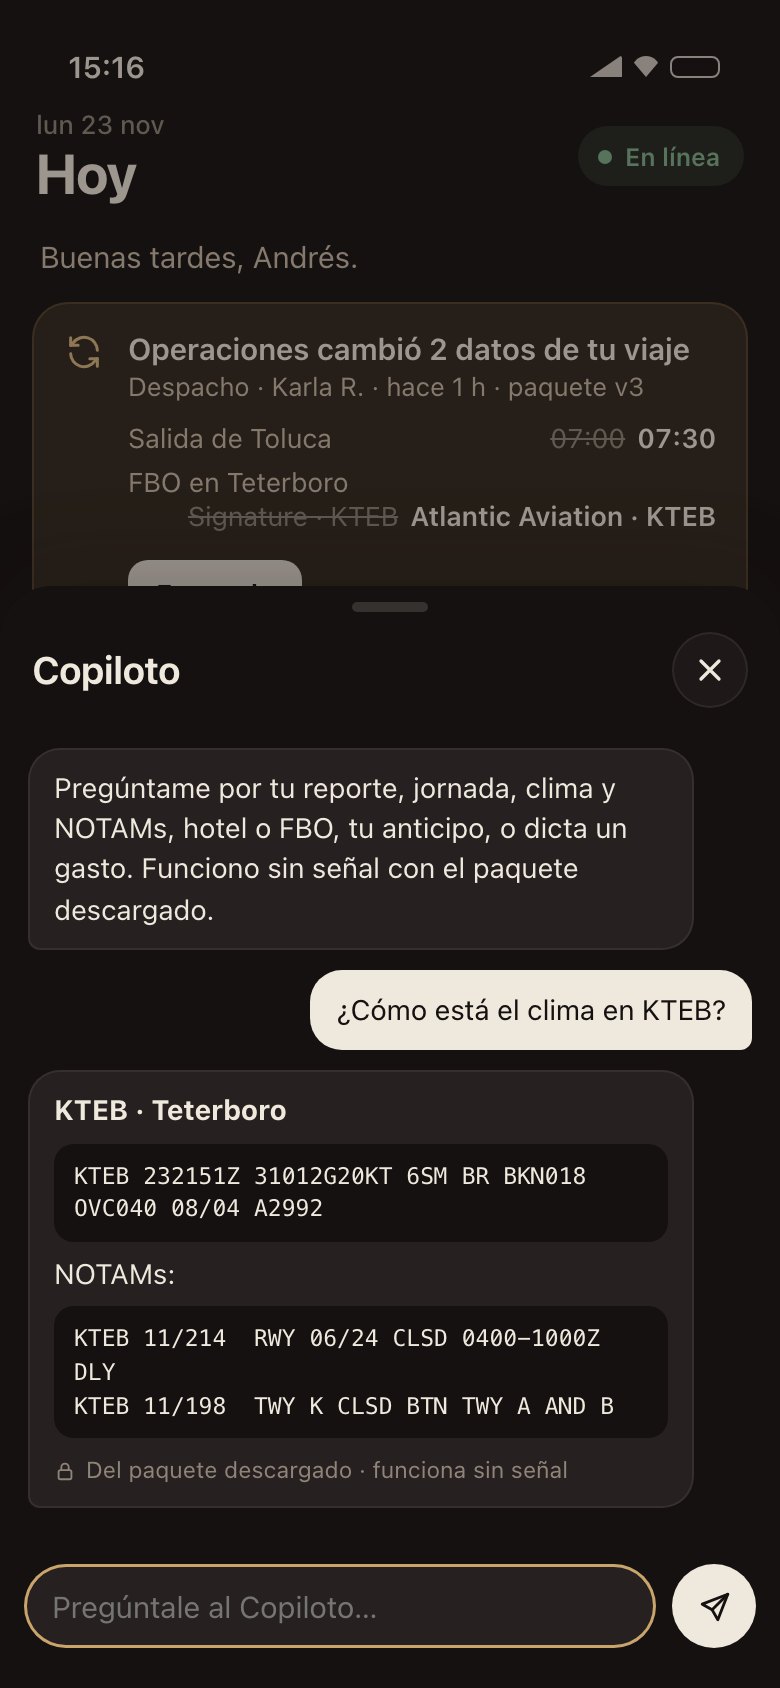 15:16
lun 23 nov
Hoy
En línea
Buenas tardes, Andrés.
Operaciones cambió 2 datos de tu viaje
Despacho · Karla R. · hace 1 h · paquete v3
Salida de Toluca 07:00 07:30
FBO en Teterboro
Signature · KTEB Atlantic Aviation · KTEB
Copiloto
Pregúntame por tu reporte, jornada, clima y
NOTAMs, hotel o FBO, tu anticipo, o dicta un
gasto. Funciono sin señal con el paquete
descargado.
¿Cómo está el clima en KTEB?
KTEB · Teterboro
KTEB 232151Z 31012G20KT 6SM BR BKN018
OVC040 08/04 A2992
NOTAMs:
KTEB 11/214  RWY 06/24 CLSD 0400–1000Z
DLY
KTEB 11/198  TWY K CLSD BTN TWY A AND B
Del paquete descargado · funciona sin señal
Pregúntale al Copiloto...